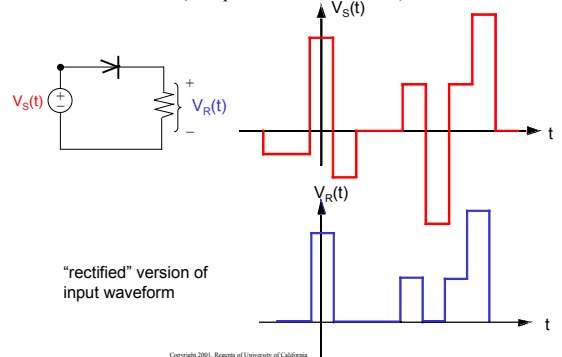 V_S(t)
+
V_S(t)
+
−
V_R(t)
−
t
V_R(t)
"rectified" version of
input waveform
t
Copyright 2001, Regents of University of California